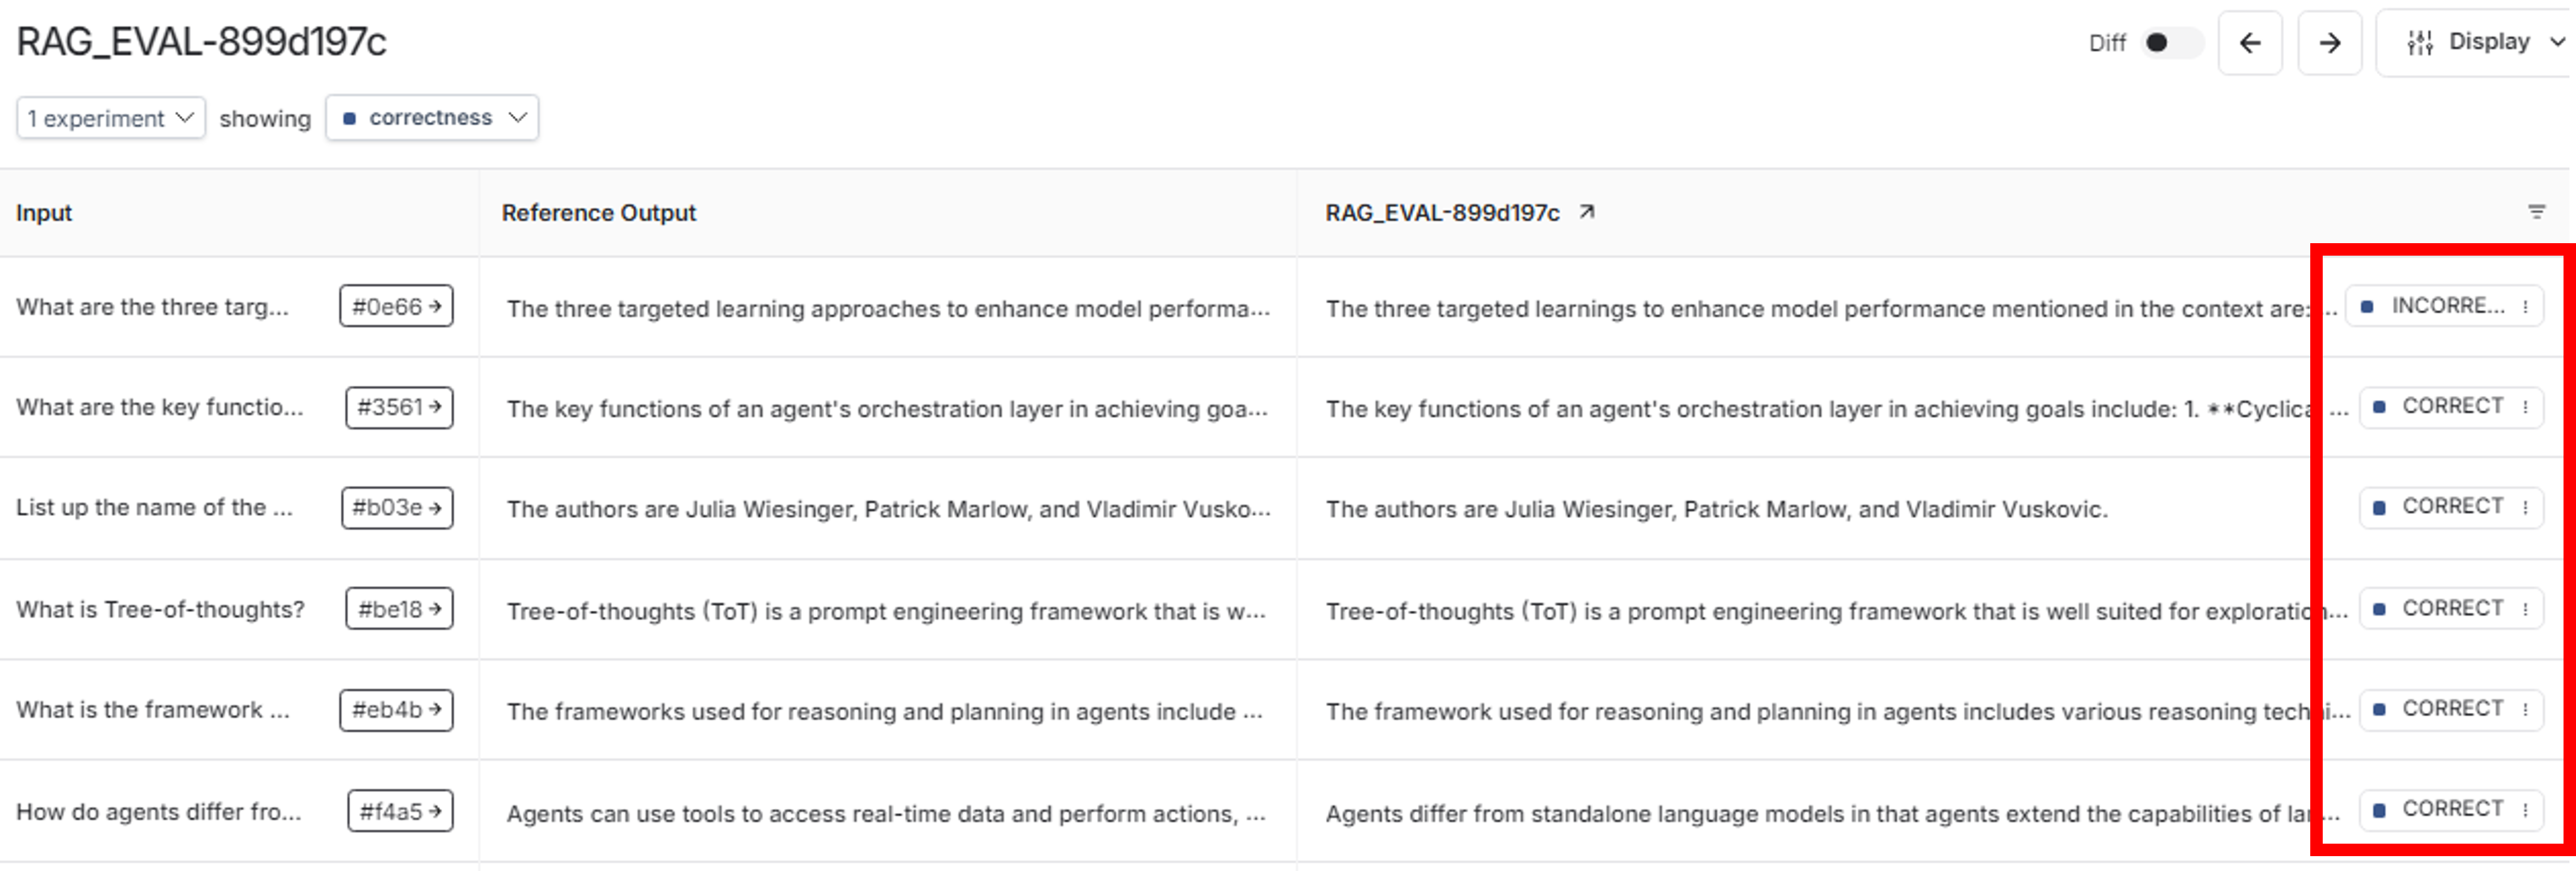 RAG_EVAL-899d197c
Diff Display
1 experiment showing correctness
Input Reference Output RAG_EVAL-899d197c
What are the three targ... #0e66 → The three targeted learning approaches to enhance model performa... The three targeted learnings to enhance model performance mentioned in the context are: ... INCORRE...
What are the key functio... #3561 → The key functions of an agent's orchestration layer in achieving goa... The key functions of an agent's orchestration layer in achieving goals include: 1. **Cyclica ... CORRECT
List up the name of the ... #b03e → The authors are Julia Wiesinger, Patrick Marlow, and Vladimir Vusko... The authors are Julia Wiesinger, Patrick Marlow, and Vladimir Vuskovic. CORRECT
What is Tree-of-thoughts? #be18 → Tree-of-thoughts (ToT) is a prompt engineering framework that is w... Tree-of-thoughts (ToT) is a prompt engineering framework that is well suited for exploration... CORRECT
What is the framework ... #eb4b → The frameworks used for reasoning and planning in agents include ... The framework used for reasoning and planning in agents includes various reasoning techni... CORRECT
How do agents differ fro... #f4a5 → Agents can use tools to access real-time data and perform actions, ... Agents differ from standalone language models in that agents extend the capabilities of lan... CORRECT